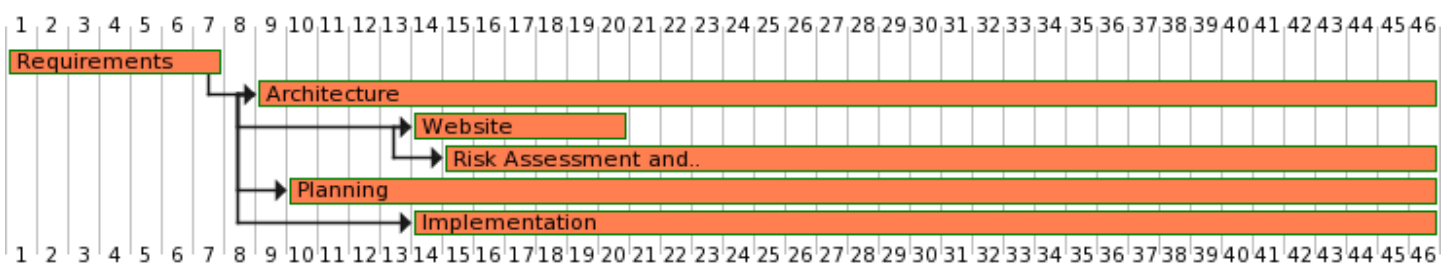 1 2 3 4 5 6 7 8 9 10 11 12 13 14 15 16 17 18 19 20 21 22 23 24 25 26 27 28 29 30 31 32 33 34 35 36 37 38 39 40 41 42 43 44 45 46
Requirements
Architecture
Website
Risk Assessment and..
Planning
Implementation
1 2 3 4 5 6 7 8 9 10 11 12 13 14 15 16 17 18 19 20 21 22 23 24 25 26 27 28 29 30 31 32 33 34 35 36 37 38 39 40 41 42 43 44 45 46